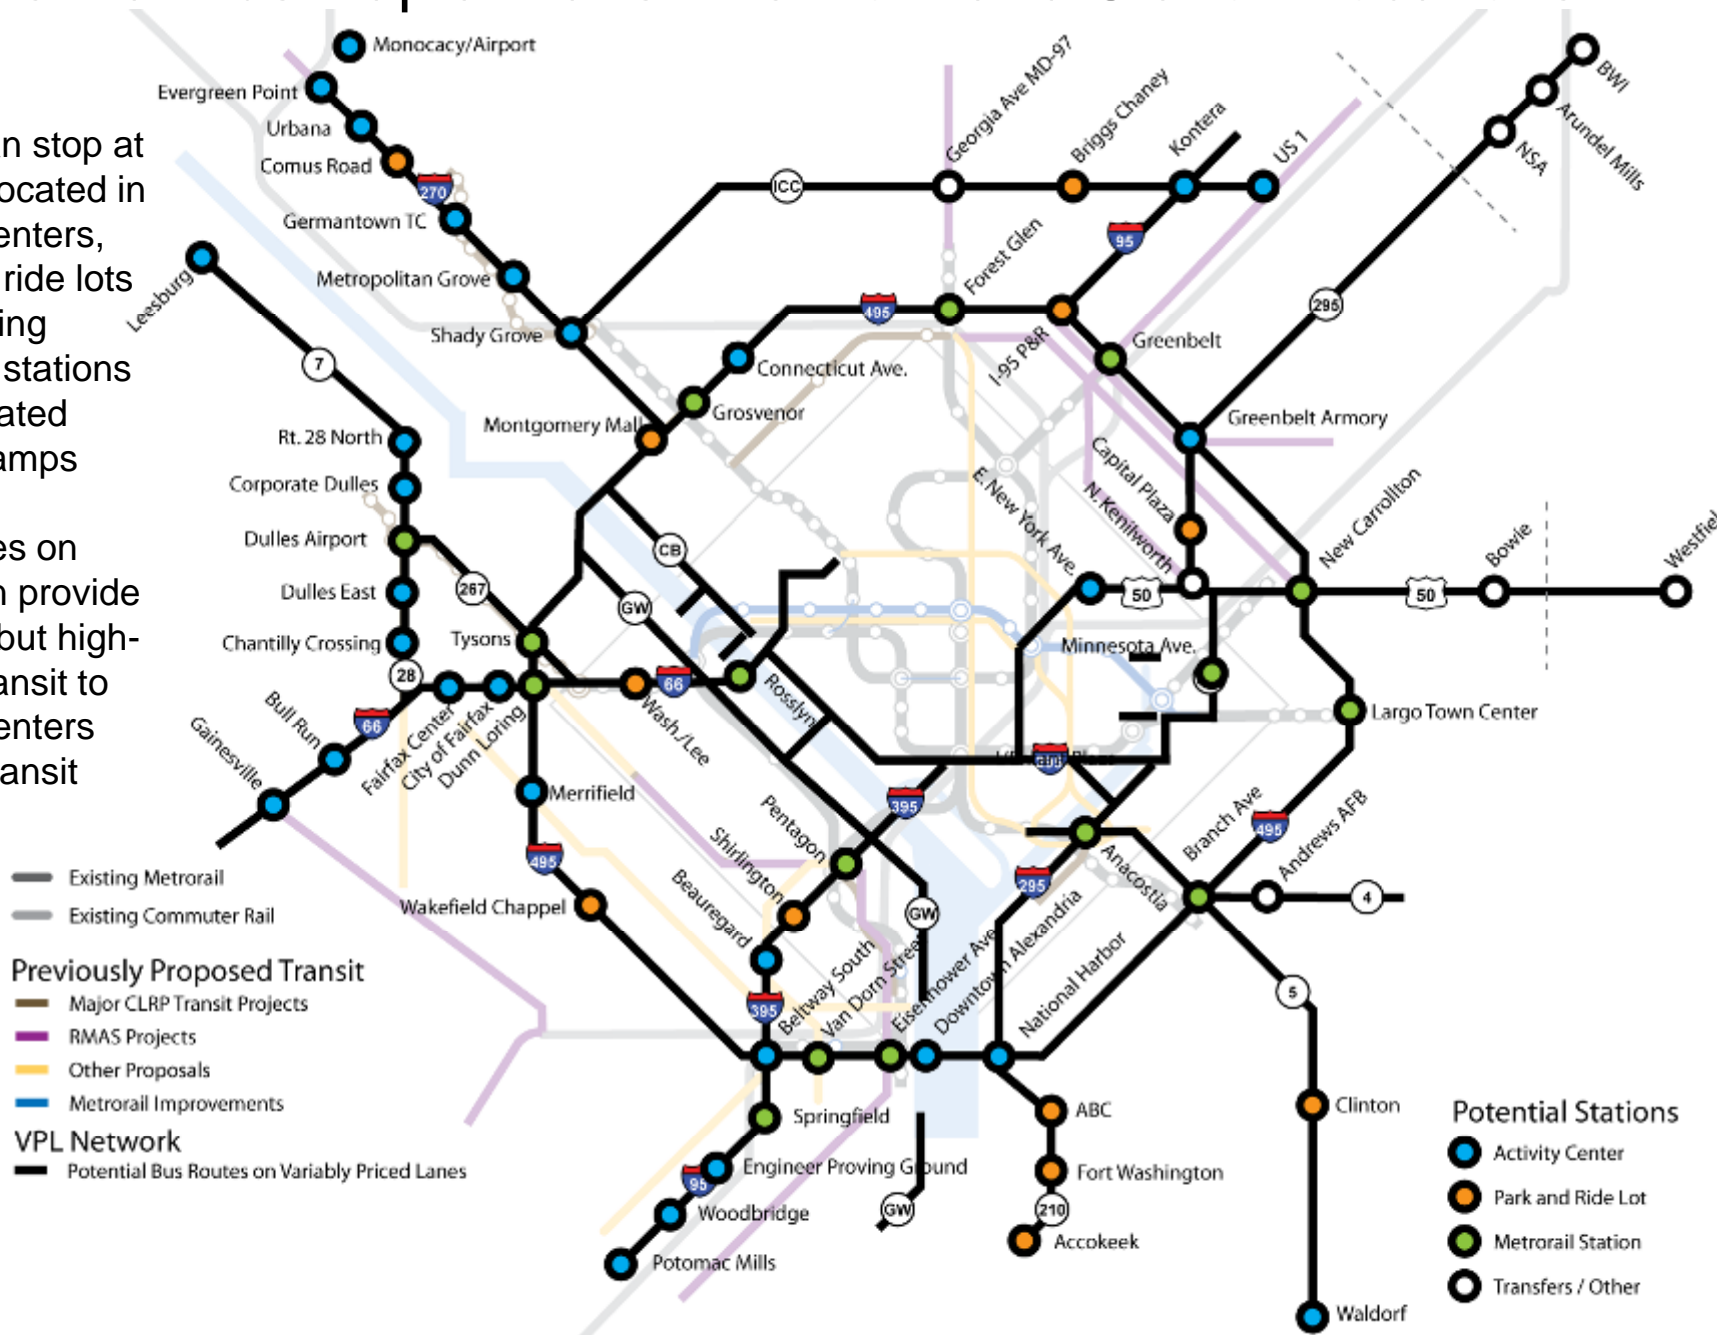 an stop at
ocated in
enters,
ride lots
ing
stations
ated
amps
es on
n provide
but high-
ansit to
enters
ansit
Monocacy/Airport
Evergreen Point
Urbana
Comus Road
270
Germantown TC
Metropolitan Grove
Shady Grove
Leesburg
7
Rt. 28 North
Corporate Dulles
Dulles Airport
267
Dulles East
Chantilly Crossing
28
Tysons
66
Bull Run
Gainesville
Fairfax Center
City of Fairfax
Dunn Loring
Wash./Lee
66
Rosslyn
Merrifield
495
Wakefield Chappel
Montgomery Mall
Grosvenor
Connecticut Ave.
495
CB
GW
ICC
Georgia Ave MD-97
Briggs Chaney
Kontera
US 1
95
Forest Glen
I-95 P&R
Greenbelt
Greenbelt Armory
295
NSA
Arundel Mills
BWI
Capital Plaza
N. Kenilworth
E. New York Ave.
50
New Carrollton
50
Bowie
Westfiel
Minnesota Ave.
Largo Town Center
395
395
Pentagon
Shirlington
Beauregard
395
GW
295
Anacostia
Branch Ave
495
Andrews AFB
4
5
Beltway South
Van Dorn Street
Eisenhower Ave.
Downtown Alexandria
National Harbor
Springfield
Engineer Proving Ground
95
Woodbridge
Potomac Mills
GW
ABC
Fort Washington
210
Accokeek
Clinton
Waldorf
Existing Metrorail
Existing Commuter Rail
Previously Proposed Transit
Major CLRP Transit Projects
RMAS Projects
Other Proposals
Metrorail Improvements
VPL Network
Potential Bus Routes on Variably Priced Lanes
Potential Stations
Activity Center
Park and Ride Lot
Metrorail Station
Transfers / Other